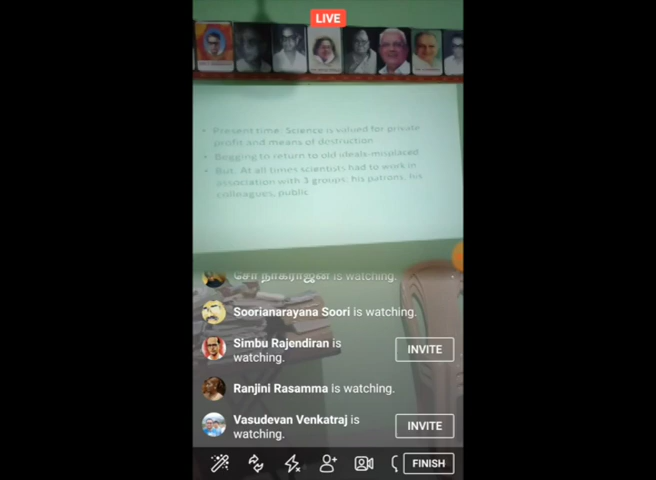 LIVE
• Present time: Science is valued for private
profit and means of destruction
• Begging to return to old ideals-misplaced
• But. At all times scientists had to work in
association with 3 groups: his patrons, his
colleagues, public
சோ நாகராஜன் is watching.
Soorianarayana Soori is watching.
Simbu Rajendiran is
watching.
INVITE
Ranjini Rasamma is watching.
Vasudevan Venkatraj is
watching.
INVITE
FINISH